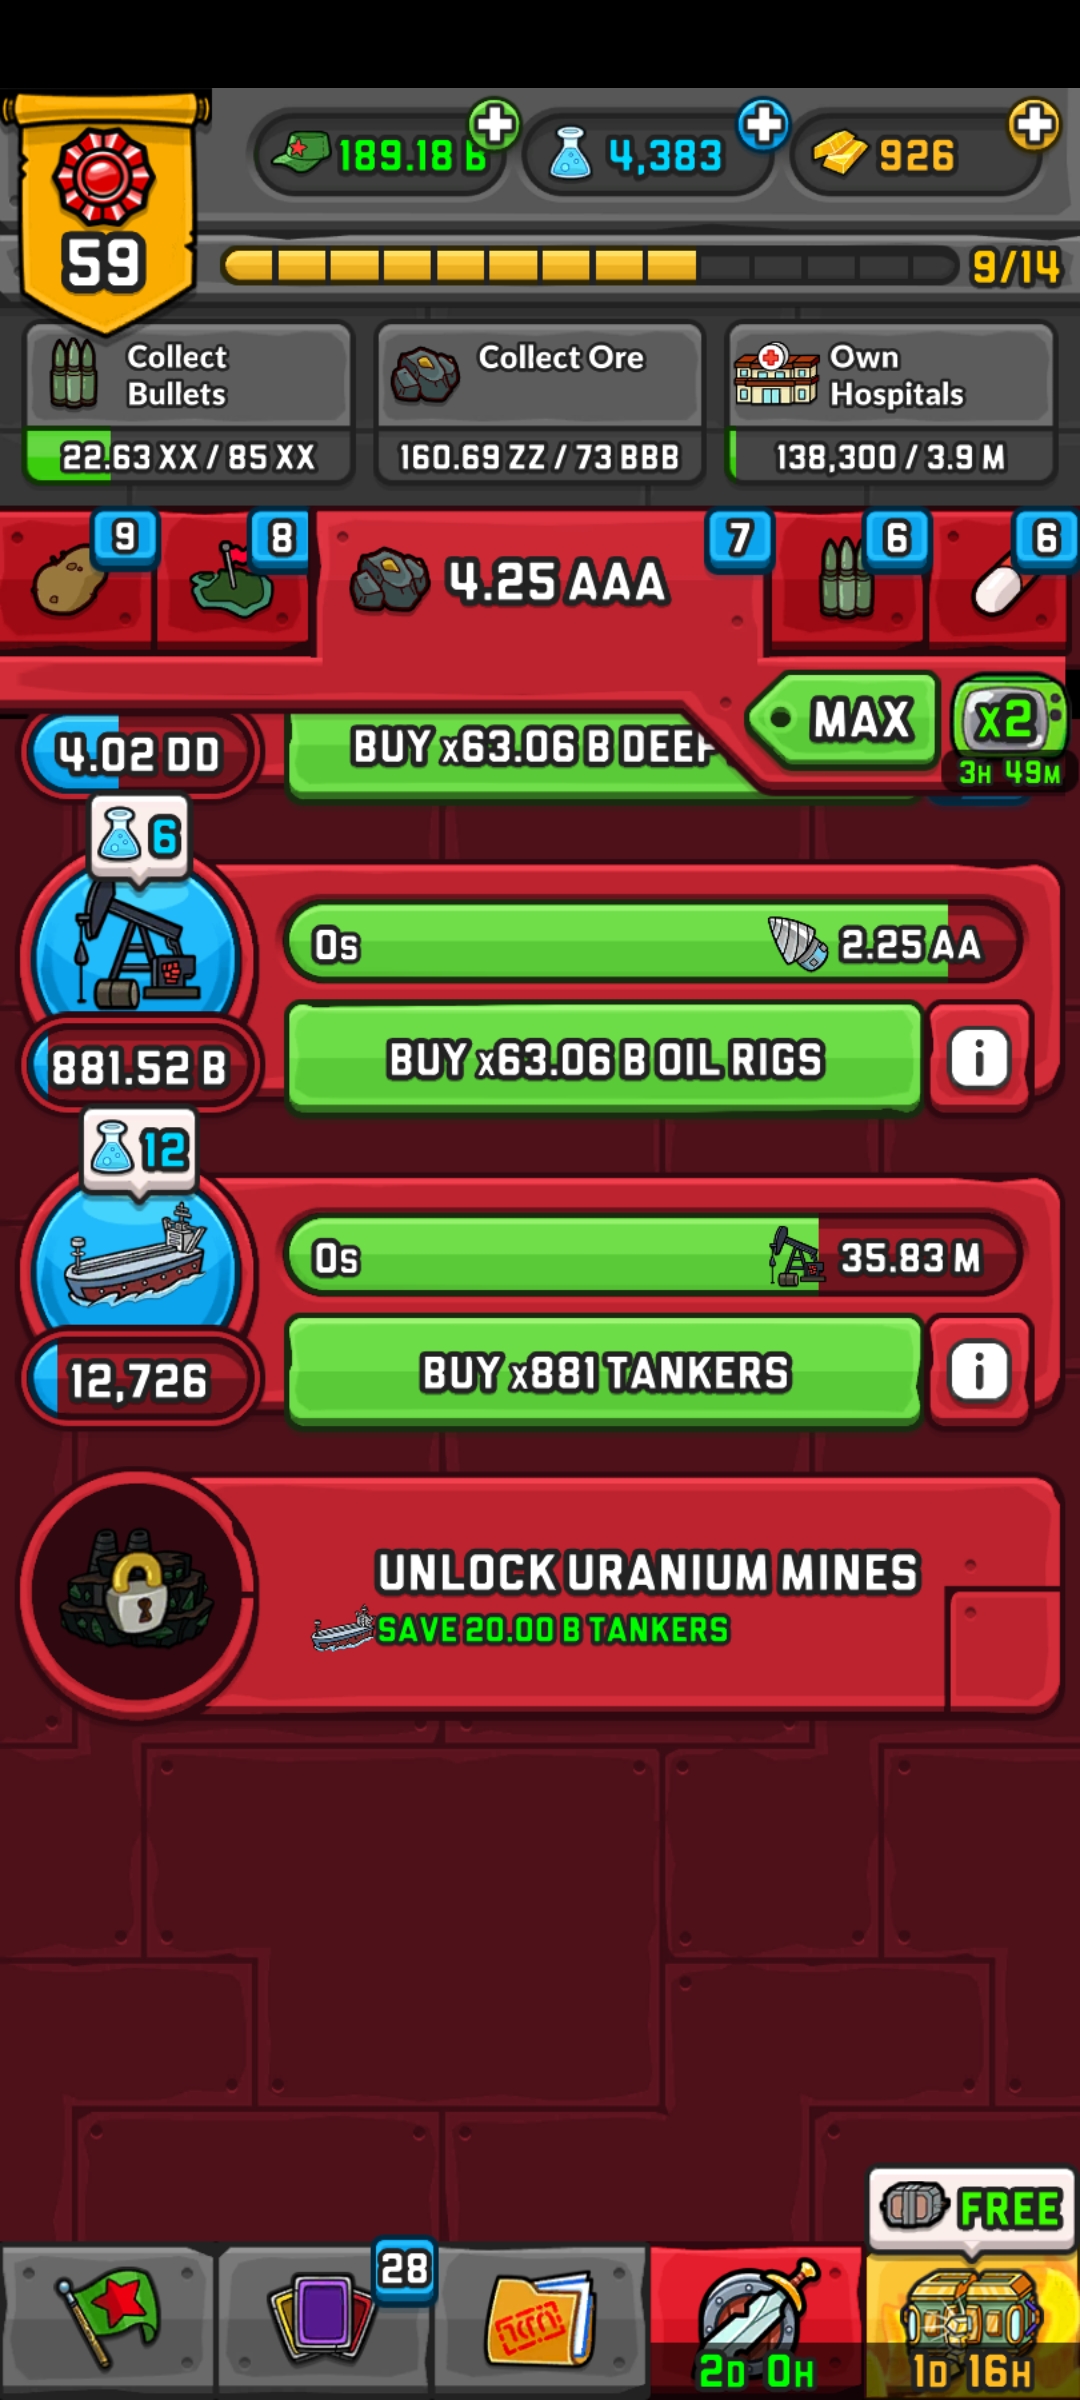 189.18 B
4,383
926
59
9/14
Collect
Bullets
22.63 XX / 85 XX
Collect Ore
160.69 ZZ / 73 BBB
Own
Hospitals
138,300 / 3.9 M
9
8
4.25 AAA
7
6
6
MAX
x2
3H 49M
4.02 DD
BUY x63.06 B DEEP
6
0s
2.25 AA
881.52 B
BUY x63.06 B OIL RIGS
i
12
0s
35.83 M
12,726
BUY x881 TANKERS
i
UNLOCK URANIUM MINES
SAVE 20.00 B TANKERS
FREE
28
2D 0H
1D 16H